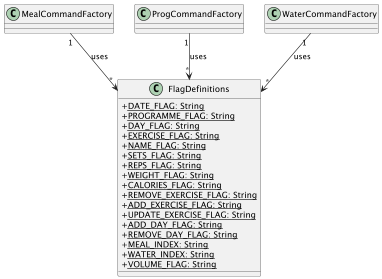 C MealCommandFactory
C ProgCommandFactory
C WaterCommandFactory
1
1
1
uses
uses
uses
*
*
*
C FlagDefinitions
+DATE_FLAG: String
+PROGRAMME_FLAG: String
+DAY_FLAG: String
+EXERCISE_FLAG: String
+NAME_FLAG: String
+SETS_FLAG: String
+REPS_FLAG: String
+WEIGHT_FLAG: String
+CALORIES_FLAG: String
+REMOVE_EXERCISE_FLAG: String
+ADD_EXERCISE_FLAG: String
+UPDATE_EXERCISE_FLAG: String
+ADD_DAY_FLAG: String
+REMOVE_DAY_FLAG: String
+MEAL_INDEX: String
+WATER_INDEX: String
+VOLUME_FLAG: String